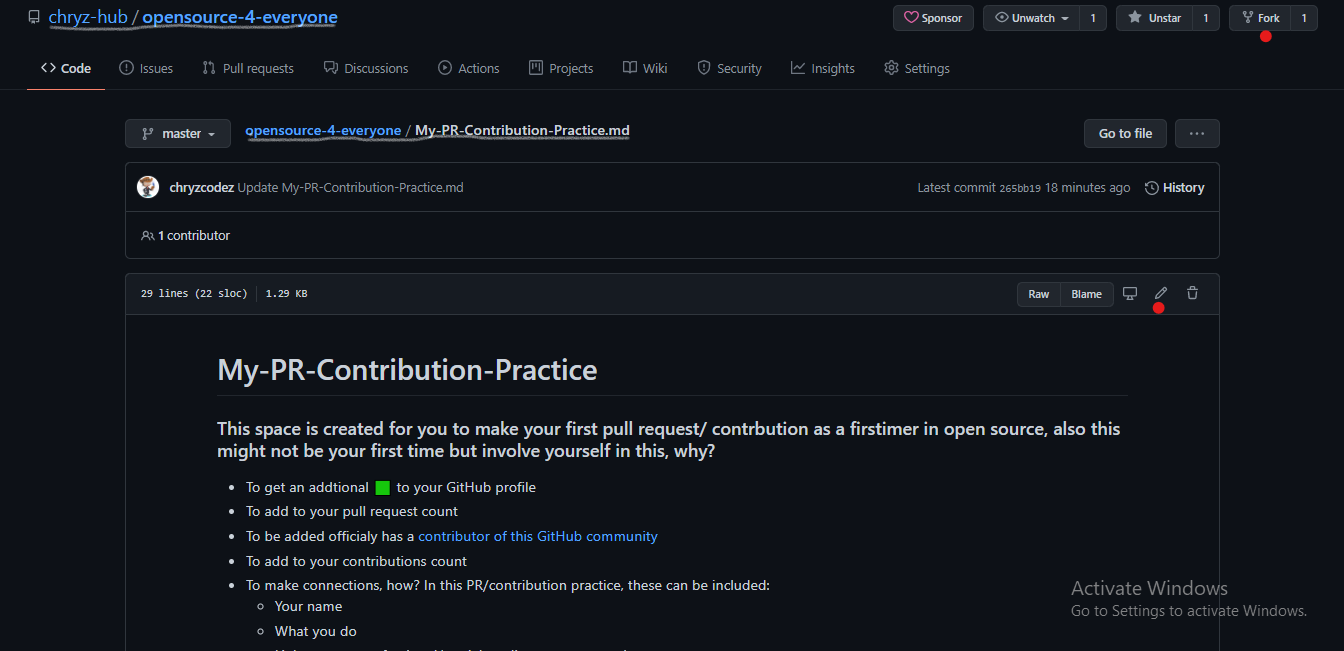 chryz-hub / opensource-4-everyone
Sponsor
Unwatch
1
Unstar
1
Fork
1
Code
Issues
Pull requests
Discussions
Actions
Projects
Wiki
Security
Insights
Settings
master
opensource-4-everyone / My-PR-Contribution-Practice.md
Go to file
...
chryzcodez Update My-PR-Contribution-Practice.md
Latest commit 265bb19 18 minutes ago
History
1 contributor
29 lines (22 sloc)
1.29 KB
Raw
Blame
My-PR-Contribution-Practice
This space is created for you to make your first pull request/ contrbution as a firstimer in open source, also this
might not be your first time but involve yourself in this, why?
• To get an addtional to your GitHub profile
• To add to your pull request count
• To be added officialy has a contributor of this GitHub community
• To add to your contributions count
• To make connections, how? In this PR/contribution practice, these can be included:
◦ Your name
◦ What you do
Activate Windows
Go to Settings to activate Windows.